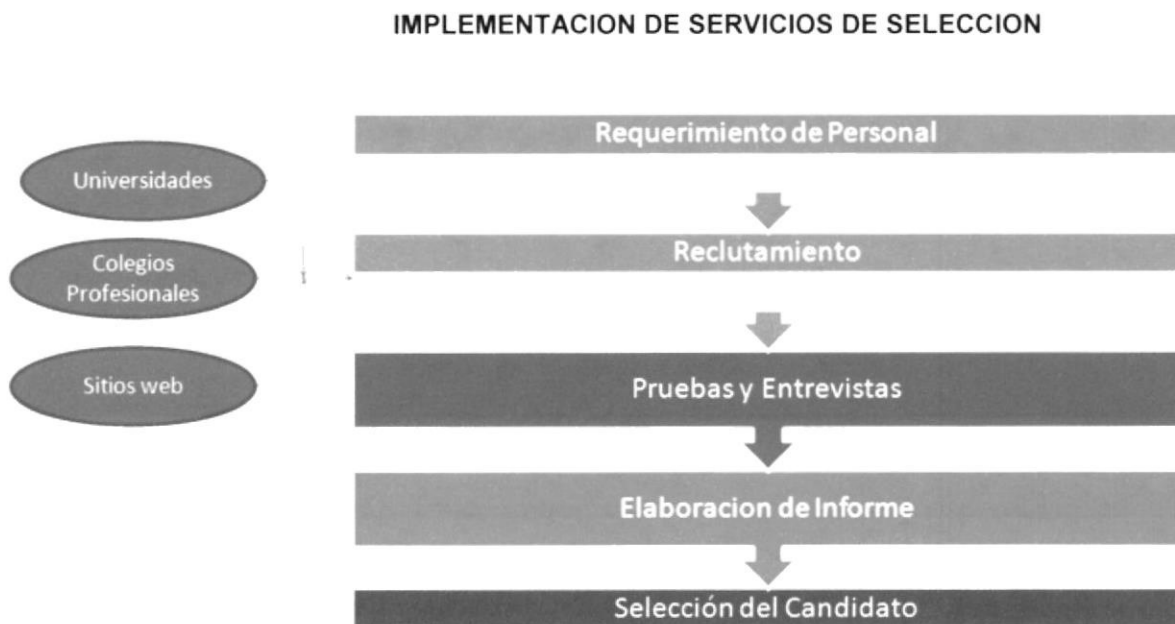 IMPLEMENTACION DE SERVICIOS DE SELECCION
Requerimiento de Personal
Universidades
Reclutamiento
Colegios
Profesionales
Sitios web
Pruebas y Entrevistas
Elaboracion de Informe
Selección del Candidato